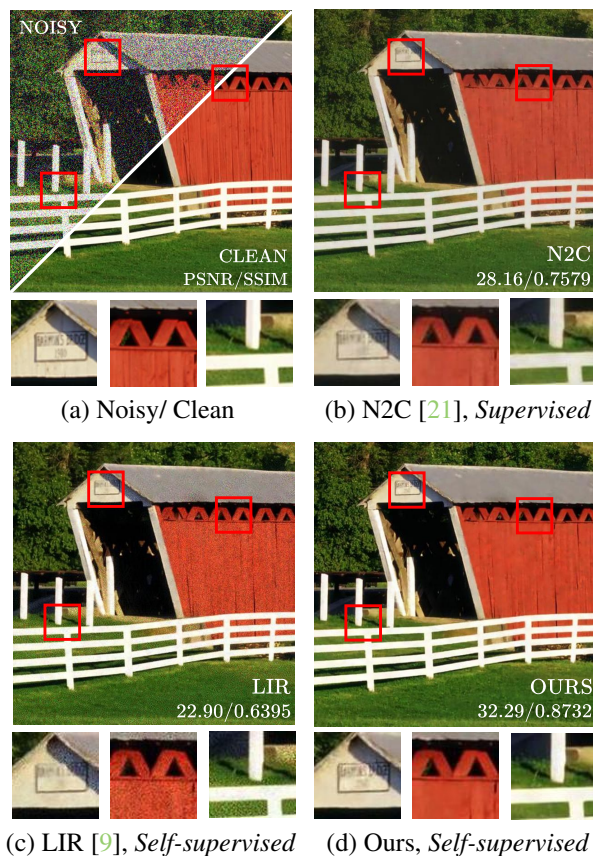 NOISY
CLEAN
PSNR/SSIM
N2C
28.16/0.7579
(a) Noisy/ Clean
(b) N2C [21], Supervised
LIR
22.90/0.6395
OURS
32.29/0.8732
(c) LIR [9], Self-supervised
(d) Ours, Self-supervised